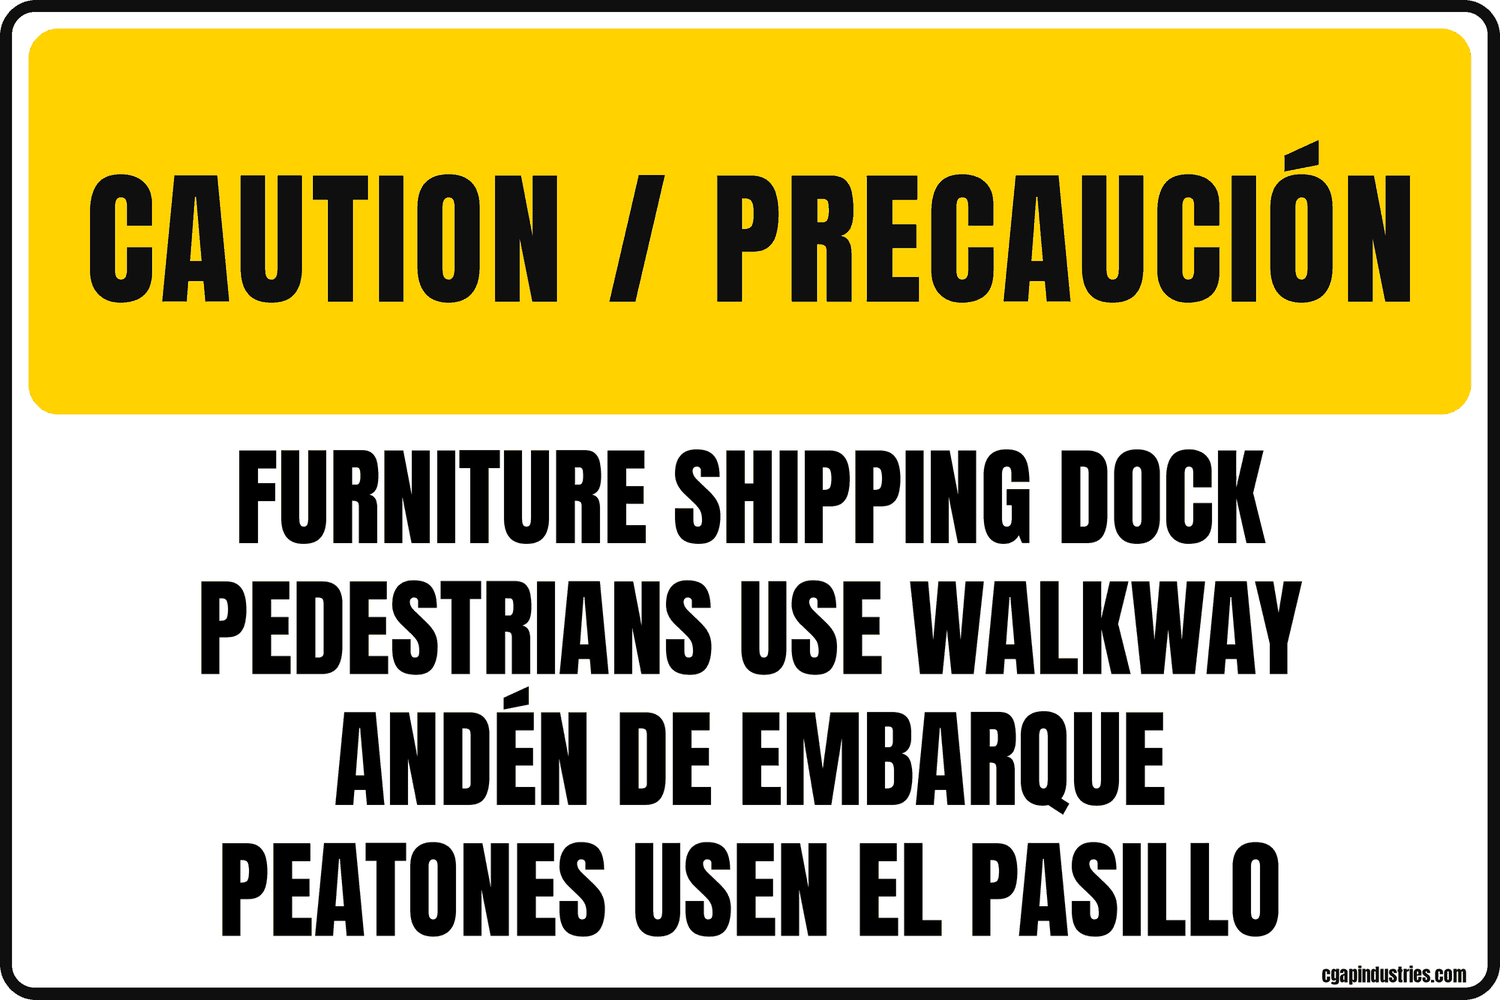 CAUTION / PRECAUCIÓN
FURNITURE SHIPPING DOCK
PEDESTRIANS USE WALKWAY
ANDÉN DE EMBARQUE
PEATONES USEN EL PASILLO
cgapindustries.com